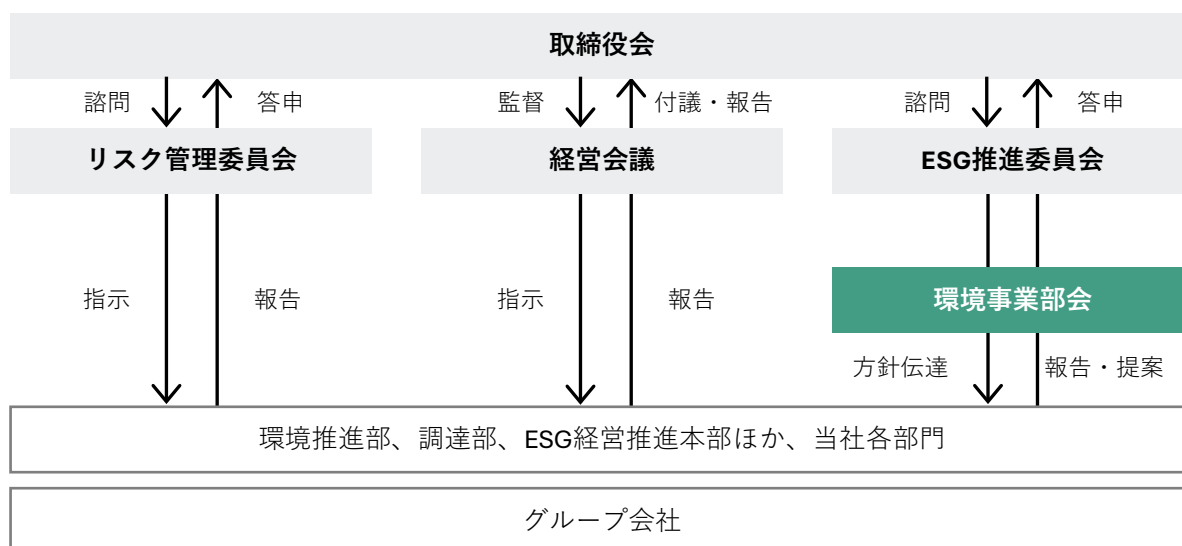 取締役会
諮問
答申
監督
付議・報告
諮問
答申
リスク管理委員会
経営会議
ESG推進委員会
指示
報告
指示
報告
環境事業部会
方針伝達
報告・提案
環境推進部、調達部、ESG経営推進本部ほか、当社各部門
グループ会社